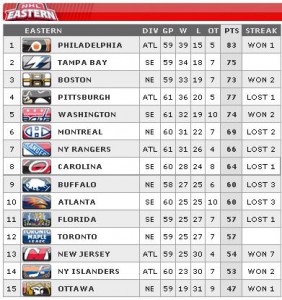 NHL
EASTERN
EASTERN DIV GP W L OT PTS STREAK
1 PHILADELPHIA ATL 59 39 15 5 83 WON 1
2 TAMPA BAY SE 59 34 18 7 75
3 BOSTON NE 59 33 19 7 73 WON 2
4 PITTSBURGH ATL 61 36 20 5 77 LOST 1
5 WASHINGTON SE 61 32 19 10 74 WON 2
6 MONTREAL NE 60 31 22 7 69 LOST 2
7 NY RANGERS ATL 61 31 26 4 66 LOST 2
8 CAROLINA SE 60 28 24 8 64 LOST 1
9 BUFFALO NE 58 27 25 6 60 LOST 3
10 ATLANTA SE 60 25 25 10 60 LOST 3
11 FLORIDA SE 59 25 27 7 57 LOST 1
12 TORONTO NE 59 25 27 7 57
13 NEW JERSEY ATL 59 25 30 4 54 WON 7
14 NY ISLANDERS ATL 60 23 30 7 53 WON 2
15 OTTAWA NE 59 19 31 9 47 WON 1